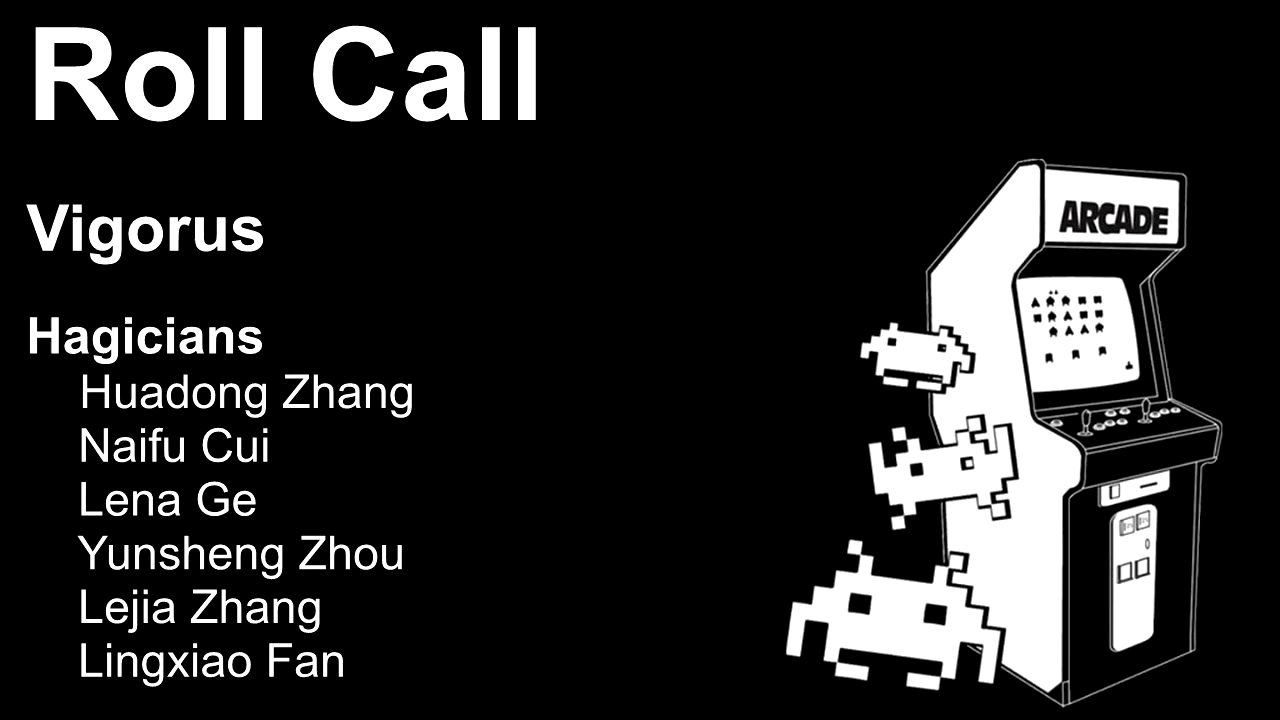 Roll Call
Vigorus
Hagicians
Huadong Zhang
Naifu Cui
Lena Ge
Yunsheng Zhou
Lejia Zhang
Lingxiao Fan
ARCADE